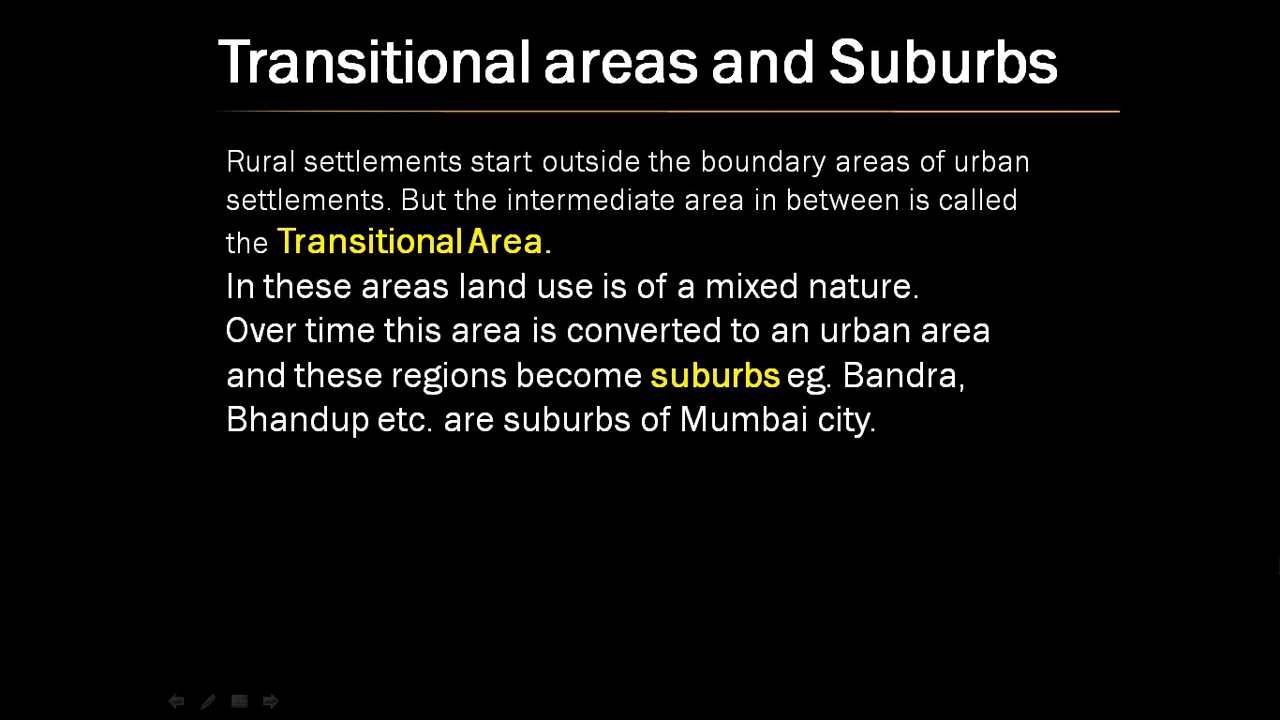 Transitional areas and Suburbs
Rural settlements start outside the boundary areas of urban
settlements. But the intermediate area in between is called
the Transitional Area.
In these areas land use is of a mixed nature.
Over time this area is converted to an urban area
and these regions become suburbs eg. Bandra,
Bhandup etc. are suburbs of Mumbai city.